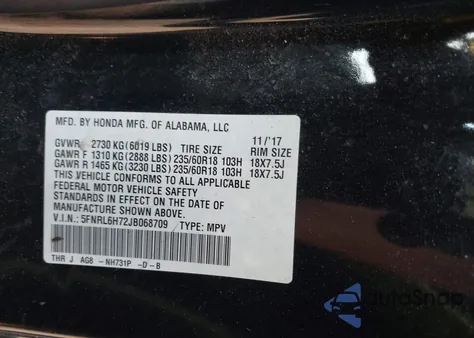 MFD. BY HONDA MFG. OF ALABAMA, LLC
11/'17
GVWR 2730 KG(6019 LBS) TIRE SIZE RIM SIZE
GAWR F 1310 KG(2888 LBS) 235/60R18 103H 18X7.5J
GAWR R 1465 KG(3230 LBS) 235/60R18 103H 18X7.5J
THIS VEHICLE CONFORMS TO ALL APPLICABLE
FEDERAL MOTOR VEHICLE SAFETY
STANDARDS IN EFFECT ON THE DATE OF
MANUFACTURE SHOWN ABOVE.
V.I.N.: 5FNRL6H72JB068709 TYPE: MPV
THR J AG8 -NH731P -D-B
AutoSnap